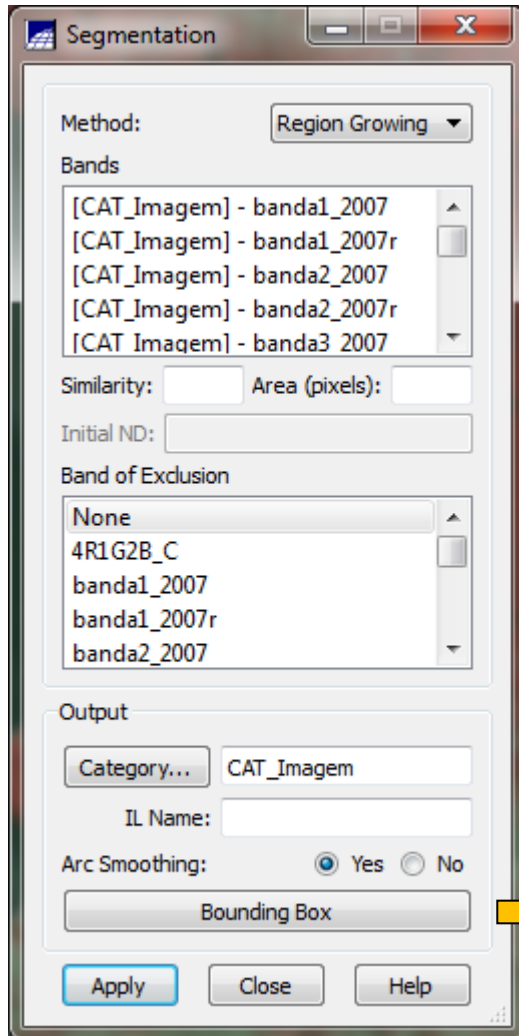 Segmentation
Method: Region Growing
Bands
[CAT_Imagem] - banda1_2007
[CAT_Imagem] - banda1_2007r
[CAT_Imagem] - banda2_2007
[CAT_Imagem] - banda2_2007r
[CAT_Imagem] - banda3_2007
Similarity: Area (pixels):
Initial ND:
Band of Exclusion
None
4R1G2B_C
banda1_2007
banda1_2007r
banda2_2007
Output
Category... CAT_Imagem
IL Name:
Arc Smoothing: Yes No
Bounding Box
Apply Close Help